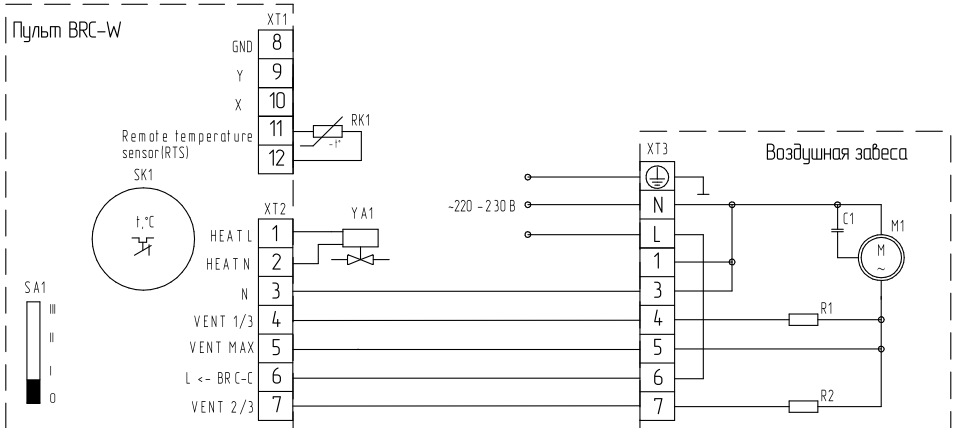 Пульт BRC-W
XT1
GND 8
Y 9
X 10
Remote temperature
sensor(RTS)
11
12
RK1
-t°
SK1
t,°C
XT2
HEAT L 1
HEAT N 2
N 3
VENT 1/3 4
VENT MAX 5
L <- BRC-C 6
VENT 2/3 7
YA1
SA1
III
II
I
0
~220-230 В
XT3
Воздушная завеса
N
L
1
3
4
5
6
7
C1
M1
M
~
R1
R2